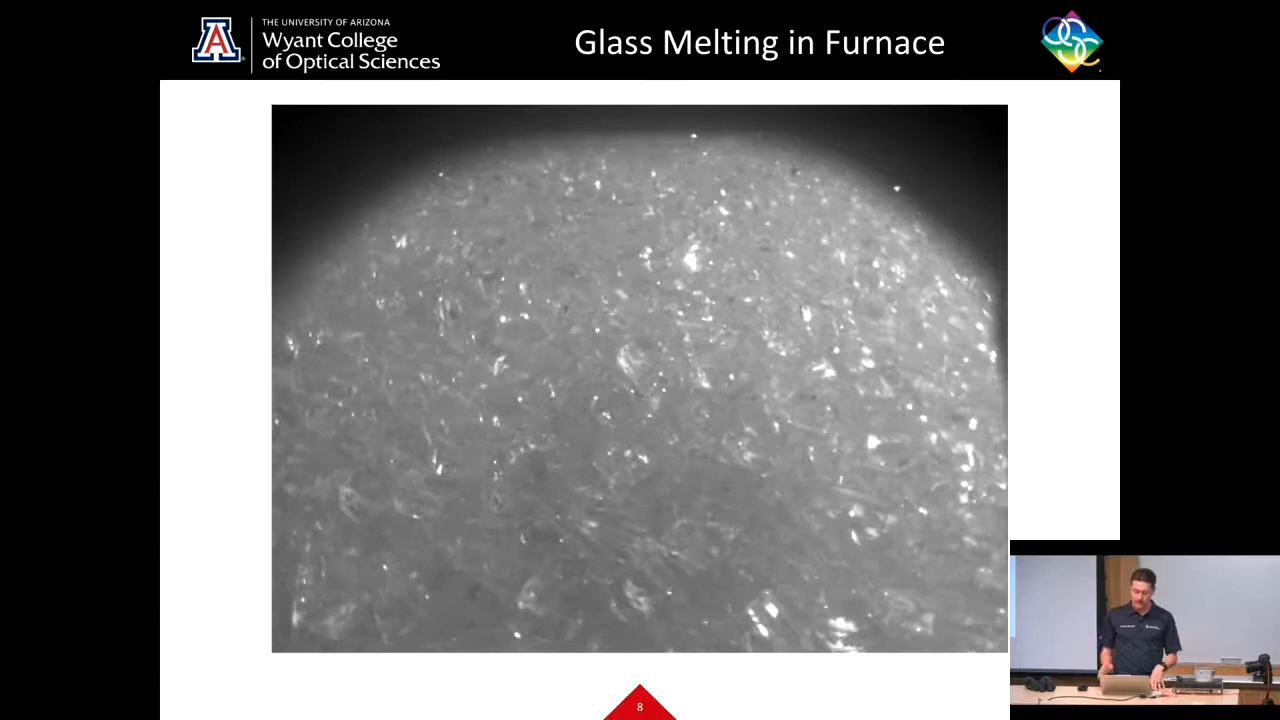 THE UNIVERSITY OF ARIZONA
Wyant College
of Optical Sciences
Glass Melting in Furnace
8